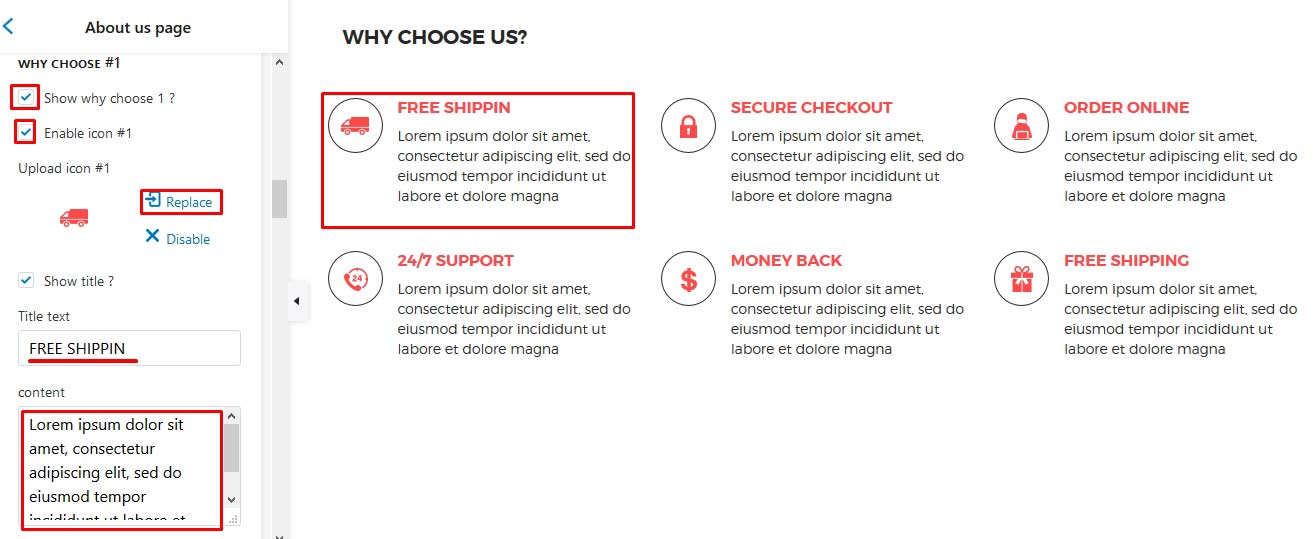 About us page
WHY CHOOSE #1
Show why choose 1 ?
Enable icon #1
Upload icon #1
Replace
Disable
Show title ?
Title text
FREE SHIPPIN
content
Lorem ipsum dolor sit
amet, consectetur
adipiscing elit, sed do
eiusmod tempor
incididunt ut labore et
WHY CHOOSE US?
FREE SHIPPIN
Lorem ipsum dolor sit amet,
consectetur adipiscing elit, sed do
eiusmod tempor incididunt ut
labore et dolore magna
SECURE CHECKOUT
Lorem ipsum dolor sit amet,
consectetur adipiscing elit, sed do
eiusmod tempor incididunt ut
labore et dolore magna
ORDER ONLINE
Lorem ipsum dolor sit amet,
consectetur adipiscing elit, sed do
eiusmod tempor incididunt ut
labore et dolore magna
24
24/7 SUPPORT
Lorem ipsum dolor sit amet,
consectetur adipiscing elit, sed do
eiusmod tempor incididunt ut
labore et dolore magna
$
MONEY BACK
Lorem ipsum dolor sit amet,
consectetur adipiscing elit, sed do
eiusmod tempor incididunt ut
labore et dolore magna
FREE SHIPPING
Lorem ipsum dolor sit amet,
consectetur adipiscing elit, sed do
eiusmod tempor incididunt ut
labore et dolore magna